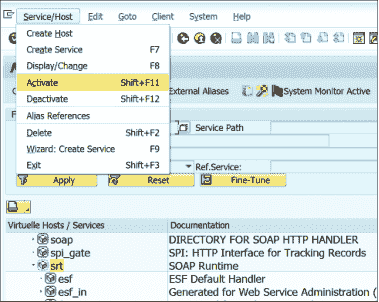 Service/Host Edit Goto Client System Help
Create Host
Create Service F7
Display/Change F8
Activate Shift+F11
Deactivate Shift+F12
External Aliases System Monitor Active
Alias References
Delete Shift+F2
Service Path
Wizard: Create Service F9
Exit Shift+F3
Ref.Service:
Apply Reset Fine-Tune
Virtuelle Hosts / Services Documentation
soap DIRECTORY FOR SOAP HTTP HANDLER
spi_gate SPI: HTTP Interface for Tracking Records
srt SOAP Runtime
esf ESF Default Handler
esf_in Generated for Web Service Administration (